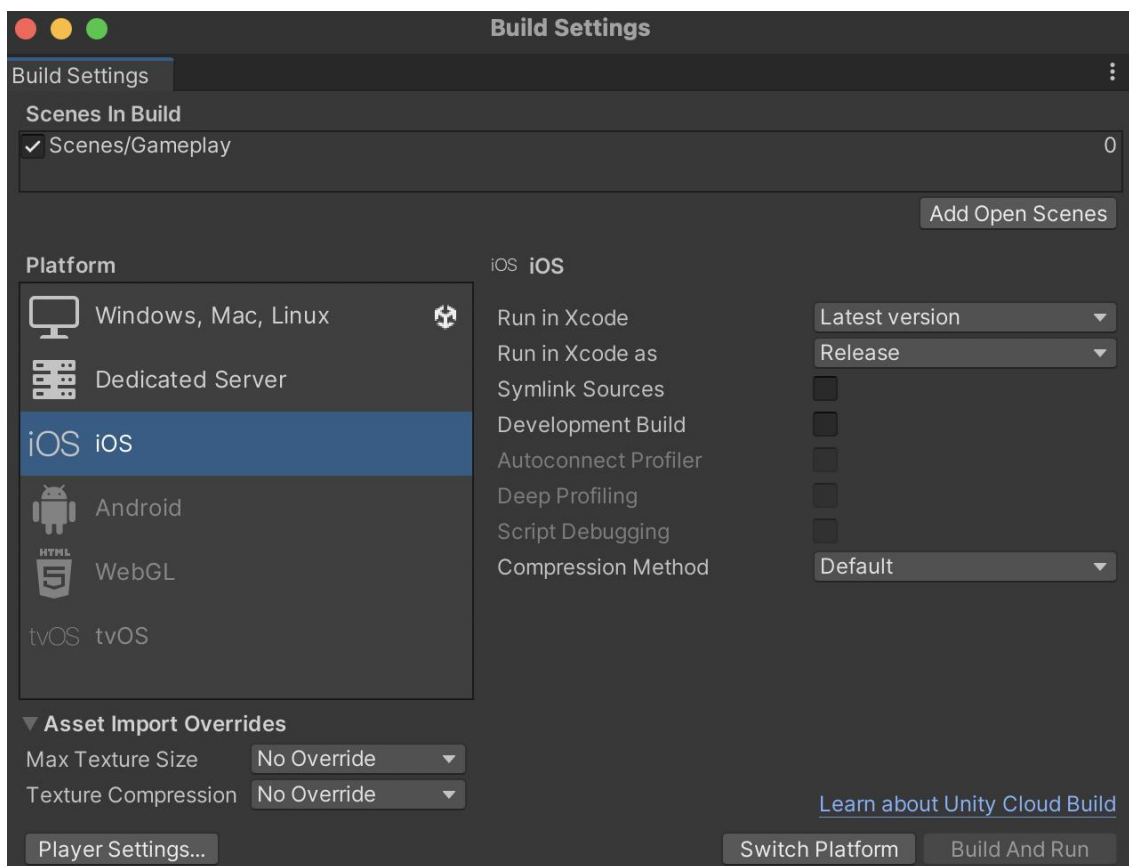 Build Settings
Build Settings
Scenes In Build
Scenes/Gameplay 0
Add Open Scenes
Platform
Windows, Mac, Linux
Dedicated Server
iOS iOS
Android
HTML 5 WebGL
tvOS tvOS
iOS iOS
Run in Xcode Latest version
Run in Xcode as Release
Symlink Sources
Development Build
Autoconnect Profiler
Deep Profiling
Script Debugging
Compression Method Default
Asset Import Overrides
Max Texture Size No Override
Texture Compression No Override
Learn about Unity Cloud Build
Player Settings... Switch Platform Build And Run